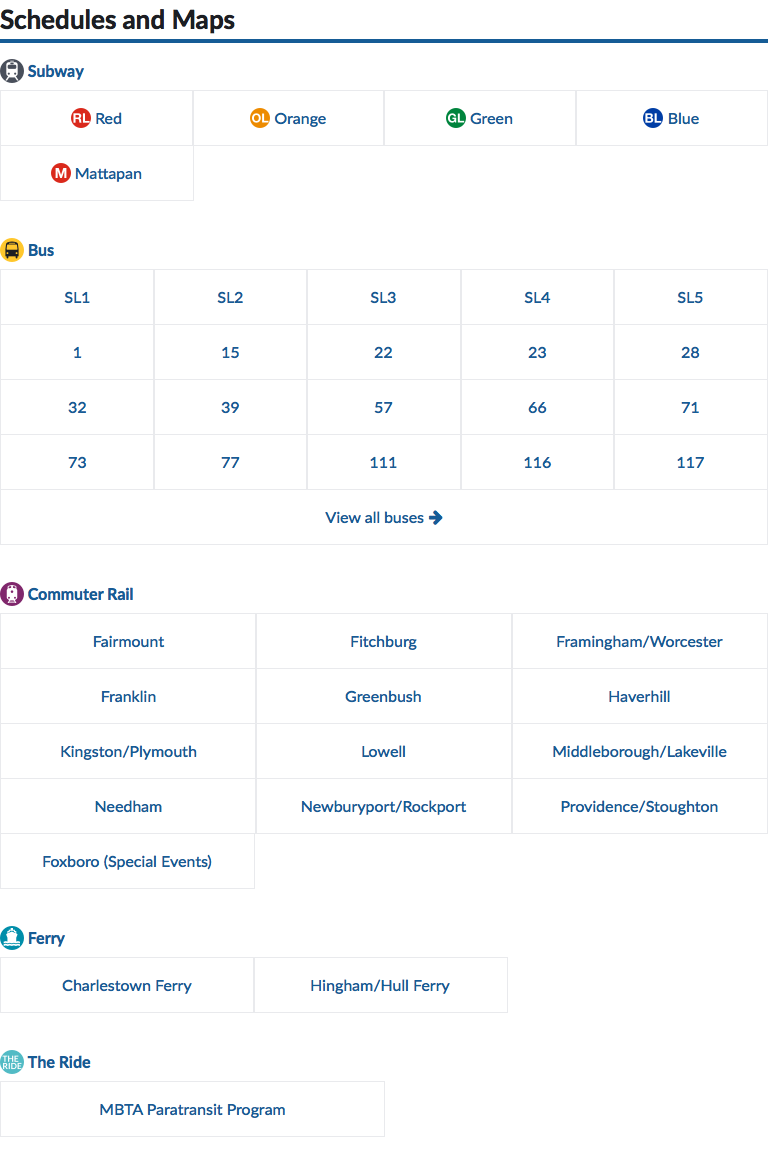 Schedules and Maps
Subway
RL Red OL Orange GL Green BL Blue
M Mattapan
Bus
SL1 SL2 SL3 SL4 SL5
1 15 22 23 28
32 39 57 66 71
73 77 111 116 117
View all buses
Commuter Rail
Fairmount Fitchburg Framingham/Worcester
Franklin Greenbush Haverhill
Kingston/Plymouth Lowell Middleborough/Lakeville
Needham Newburyport/Rockport Providence/Stoughton
Foxboro (Special Events)
Ferry
Charlestown Ferry Hingham/Hull Ferry
THE RIDE The Ride
MBTA Paratransit Program